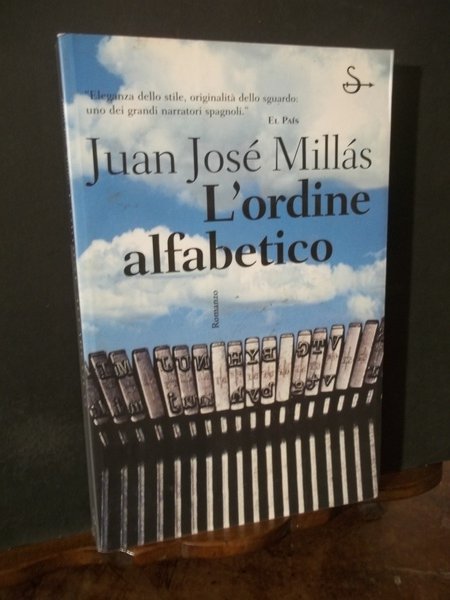 "Eleganza dello stile, originalità dello sguardo:
uno dei grandi narratori spagnoli."
EL PAÍS
Juan José Millás
L'ordine
alfabetico
Romanzo